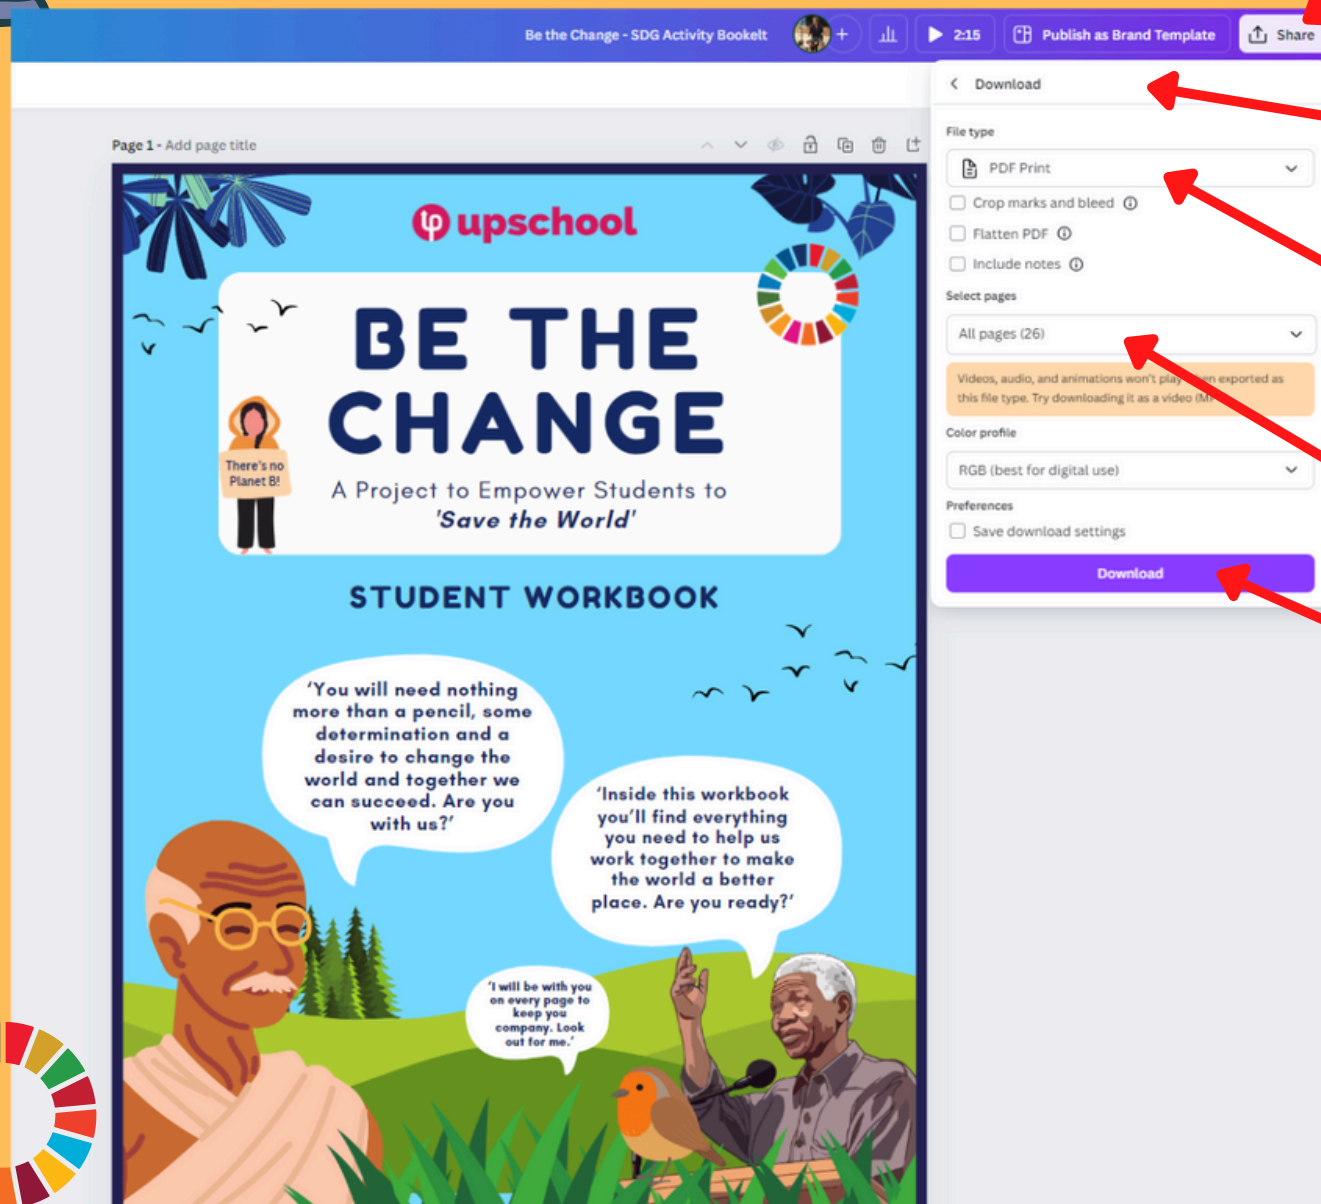 Be the Change - SDG Activity Bookelt
2:15
Publish as Brand Template
Share
Download
File type
PDF Print
Crop marks and bleed
Flatten PDF
Include notes
Select pages
All pages (26)
Videos, audio, and animations won't play when exported as
this file type. Try downloading it as a video
Color profile
RGB (best for digital use)
Preferences
Save download settings
Download
Page 1 - Add page title
upschool
BE THE
CHANGE
There's no
Planet B!
A Project to Empower Students to
'Save the World'
STUDENT WORKBOOK
'You will need nothing
more than a pencil, some
determination and a
desire to change the
world and together we
can succeed. Are you
with us?'
'Inside this workbook
you'll find everything
you need to help us
work together to make
the world a better
place. Are you ready?'
'I will be with you
on every page to
keep you
company. Look
out for me.'